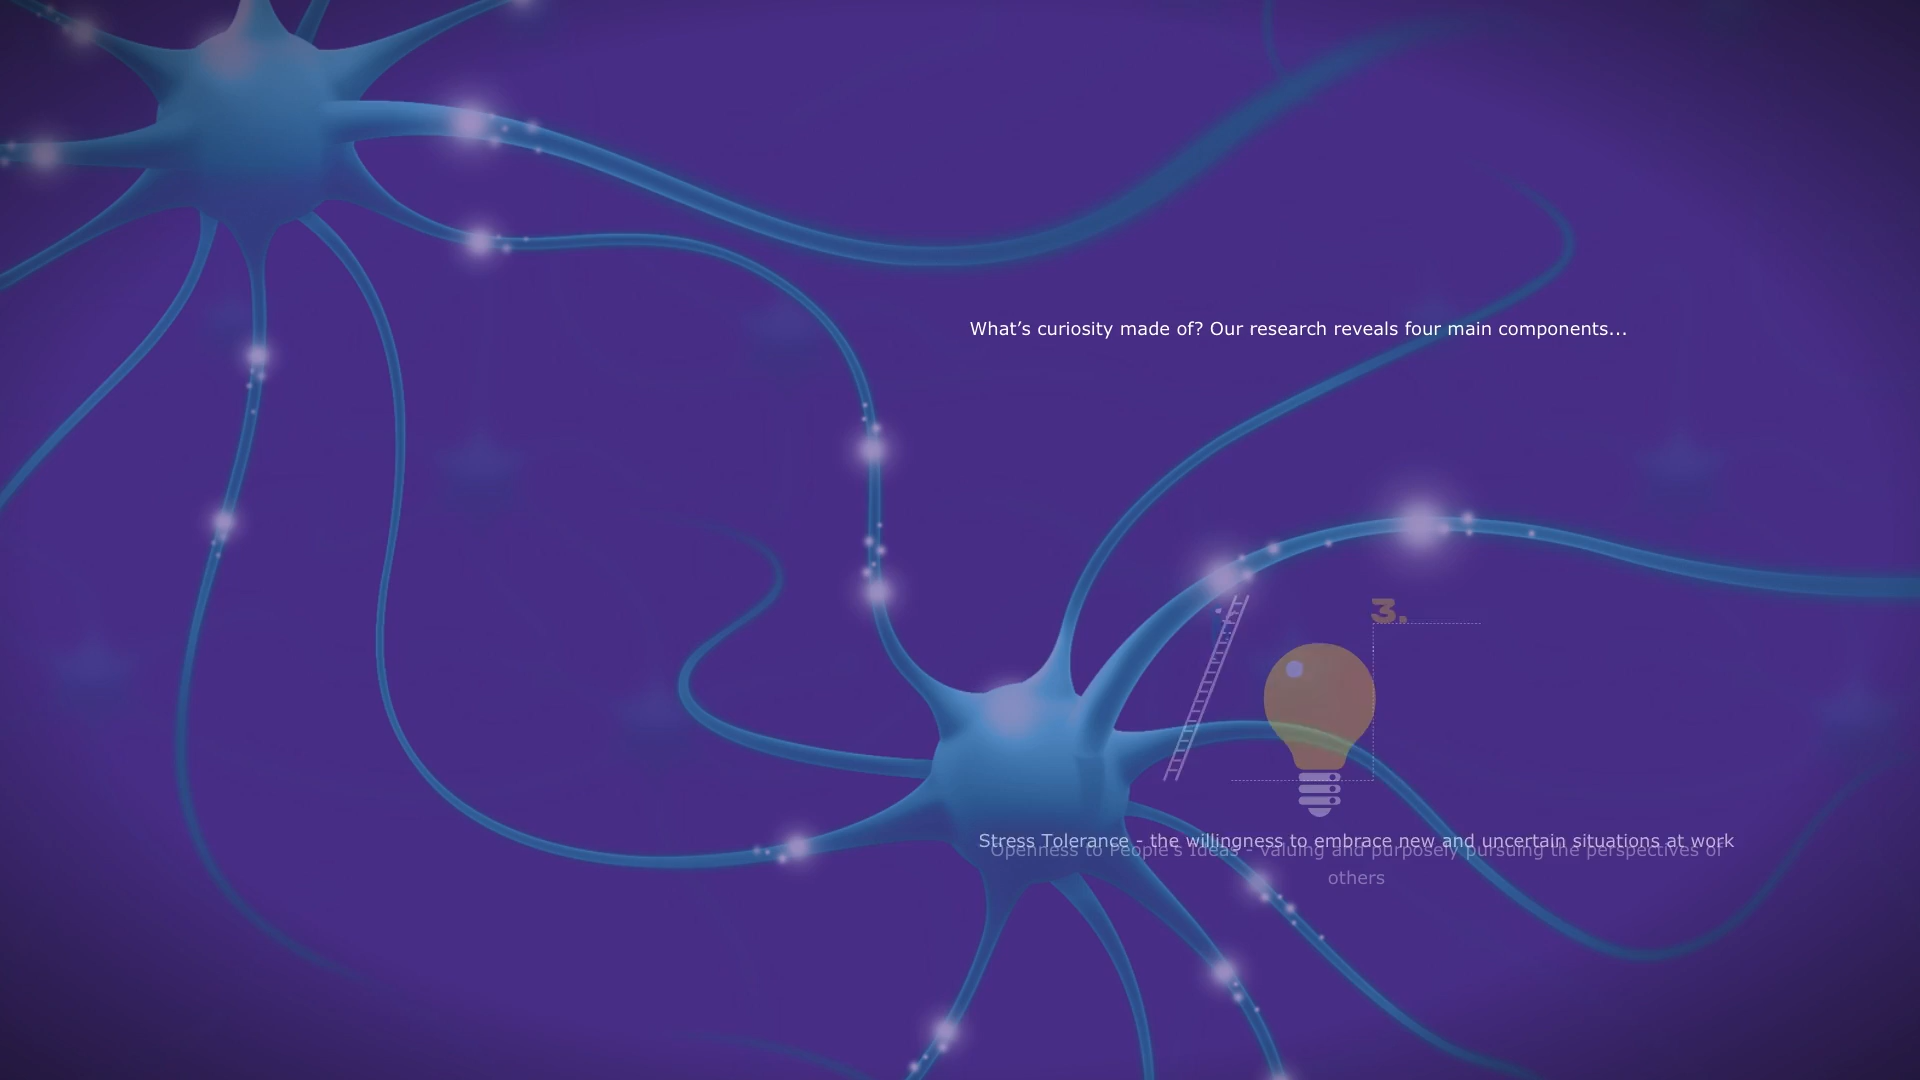 What’s curiosity made of? Our research reveals four main components…
3.
Stress Tolerance - the willingness to embrace new and uncertain situations at work
Openness to People's Ideas - valuing and purposely pursuing the perspectives of
others